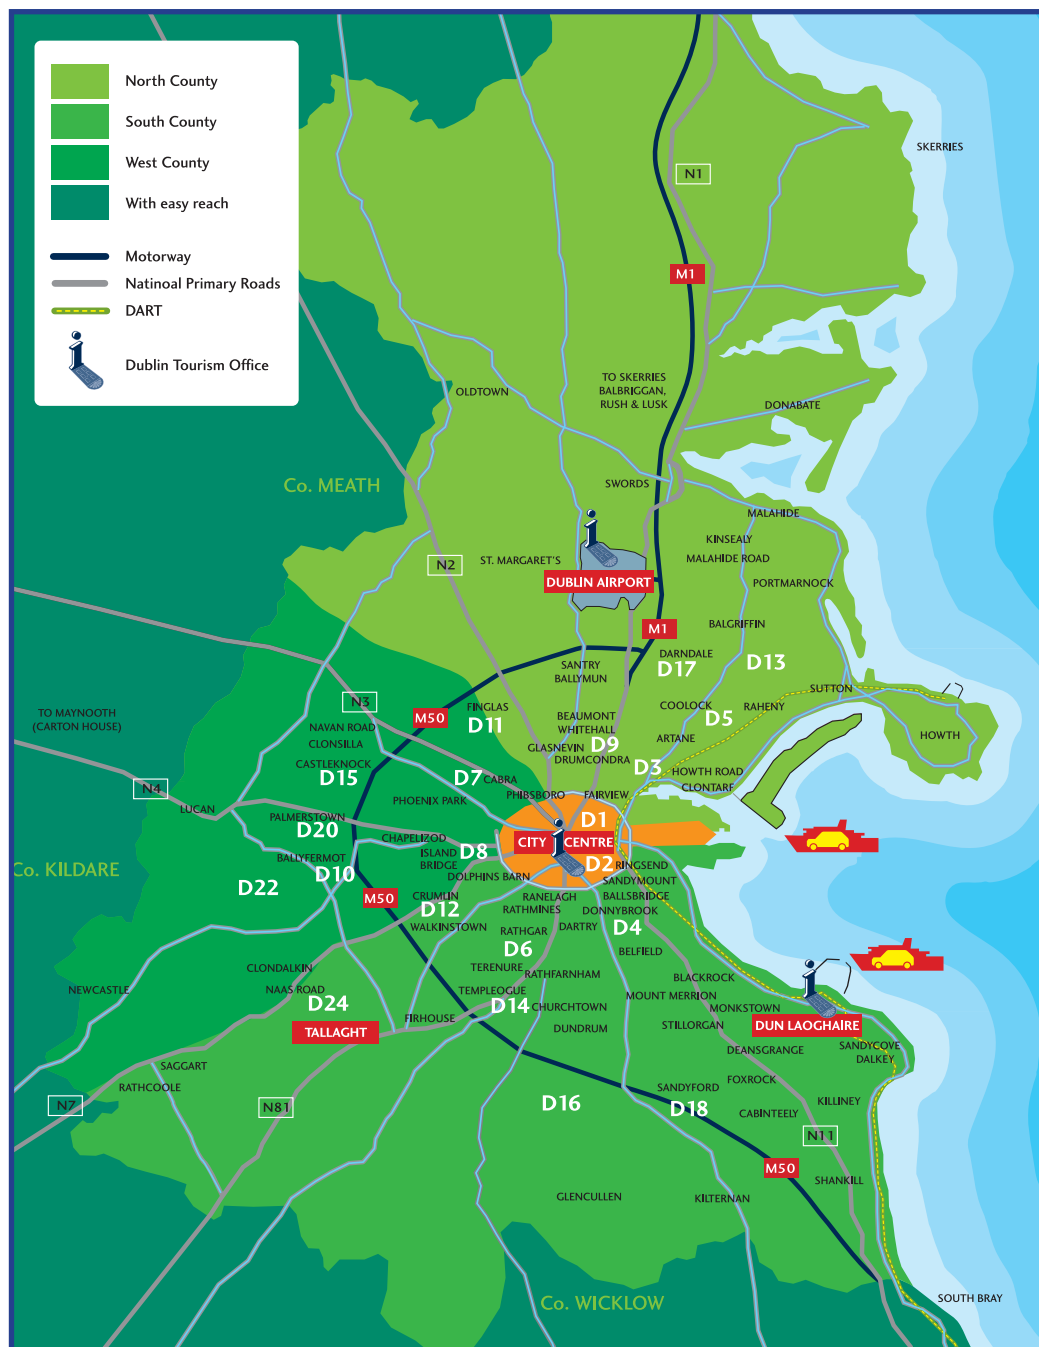 North County
South County
West County
With easy reach
Motorway
Natinoal Primary Roads
DART
Dublin Tourism Office
SKERRIES
N1
M1
TO SKERRIES
BALBRIGGAN,
RUSH & LUSK
OLDTOWN
DONABATE
Co. MEATH
SWORDS
MALAHIDE
KINSEALY
MALAHIDE ROAD
ST. MARGARET'S
N2
DUBLIN AIRPORT
PORTMARNOCK
M1
BALGRIFFIN
DARNDALE
D17
D13
SANTRY
BALLYMUN
SUTTON
N3
TO MAYNOOTH
(CARTON HOUSE)
M50
FINGLAS
D11
COOLOCK
D5
RAHENY
NAVAN ROAD
CLONSILLA
BEAUMONT
WHITEHALL
D9
ARTANE
HOWTH
GLASNEVIN
DRUMCONDRA
CASTLEKNOCK
D15
D7
CABRA
D3
HOWTH ROAD
CLONTARF
N4
LUCAN
PHOENIX PARK
PHIBSBORO
FAIRVIEW
PALMERSTOWN
D20
D1
CHAPELIZOD
CITY
CENTRE
BALLYFERMOT
D10
ISLAND
BRIDGE
D8
D2
RINGSEND
Co. KILDARE
D22
DOLPHINS BARN
SANDYMOUNT
M50
CRUMLIN
D12
RANELAGH
RATHMINES
BALLSBRIDGE
DONNYBROOK
WALKINSTOWN
RATHGAR
DARTRY
D4
D6
BELFIELD
CLONDALKIN
TERENURE
RATHFARNHAM
BLACKROCK
NEWCASTLE
NAAS ROAD
D24
TEMPLEOGUE
D14
CHURCHTOWN
MOUNT MERRION
MONKSTOWN
FIRHOUSE
TALLAGHT
DUNDRUM
STILLORGAN
DUN LAOGHAIRE
DEANSGRANGE
SANDYCOVE
DALKEY
SAGGART
RATHCOOLE
FOXROCK
SANDYFORD
N7
N81
D16
D18
CABINTEELY
KILLINEY
N11
M50
SHANKILL
GLENCULLEN
KILTERNAN
Co. WICKLOW
SOUTH BRAY